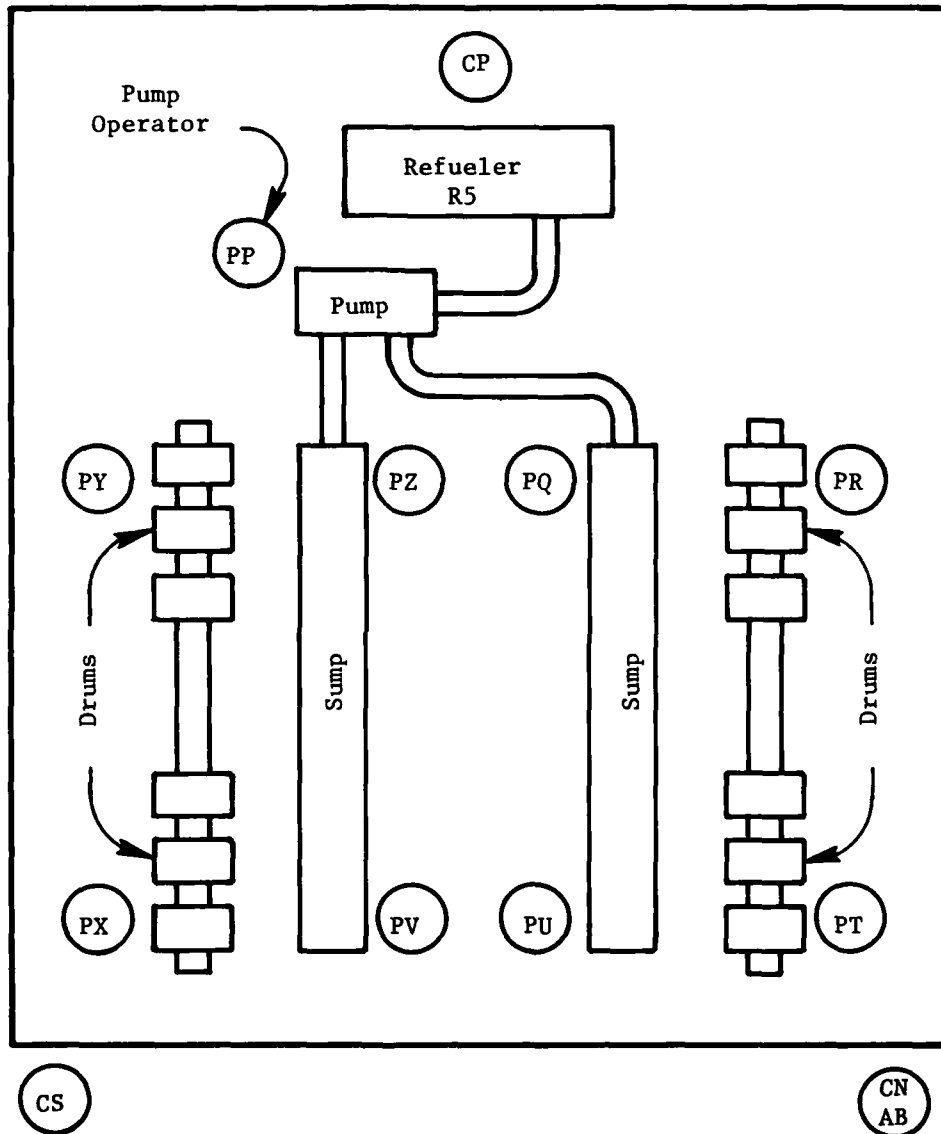 CP
Pump
Operator
Refueler
R5
PP
Pump
PY
PZ
PQ
PR
Drums
Sump
Sump
Drums
PX
PV
PU
PT
CS
CN
AB